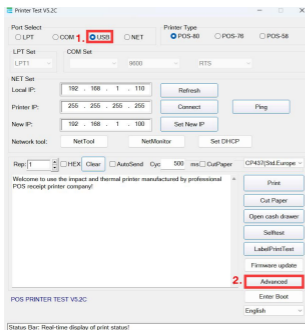 Printer Test V5.2C
Port Select
LPT COM 1. USB NET
Printer Type
POS-80 POS-76 POS-58
LPT Set
LPT1
COM Set
9600 RTS
NET Set
Local IP: 192 . 168 . 1 . 110 Refresh
Printer IP: 255 . 255 . 255 . 255 Connect Ping
New IP: 192 . 168 . 1 . 100 Set New IP
Network tool: NetTool NetMonitor Set DHCP
Rep: 1 HEX Clear AutoSend Cyc 500 ms CutPaper CP437(Std.Europe
Welcome to use the impact and thermal printer manufactured by professional
POS receipt printer company!
Print
Cut Paper
Open cash drawer
Selftest
LabelPrintTest
Firmware update
2. Advanced
POS PRINTER TEST V5.2C
Enter Boot
English
Status Bar: Real-time display of print status!